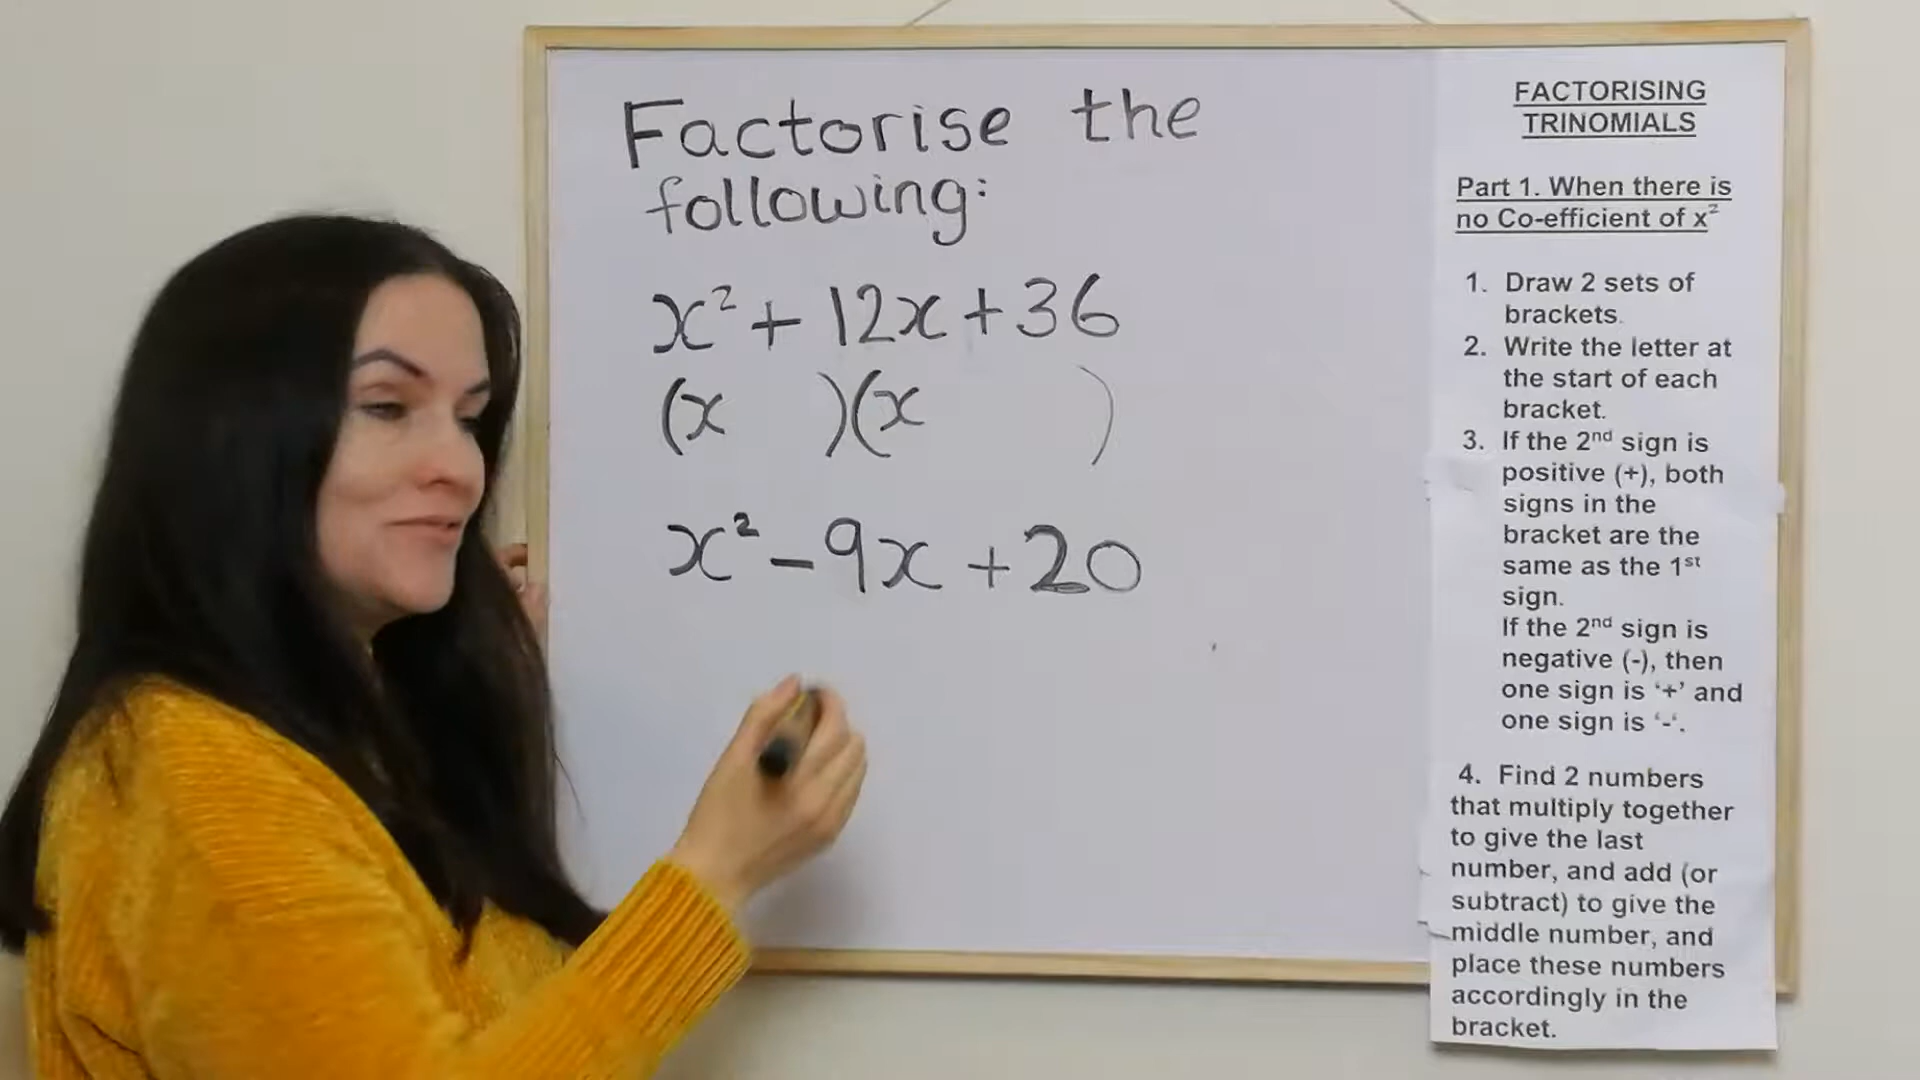 Factorise the
following:
x² + 12x + 36
(x )(x )
x² - 9x + 20
FACTORISING
TRINOMIALS
Part 1. When there is
no Co-efficient of x²
1. Draw 2 sets of
brackets.
2. Write the letter at
the start of each
bracket.
3. If the 2nd sign is
positive (+), both
signs in the
bracket are the
same as the 1st
sign.
If the 2nd sign is
negative (-), then
one sign is ‘+’ and
one sign is ‘-‘.
4. Find 2 numbers
that multiply together
to give the last
number, and add (or
subtract) to give the
middle number, and
place these numbers
accordingly in the
bracket.